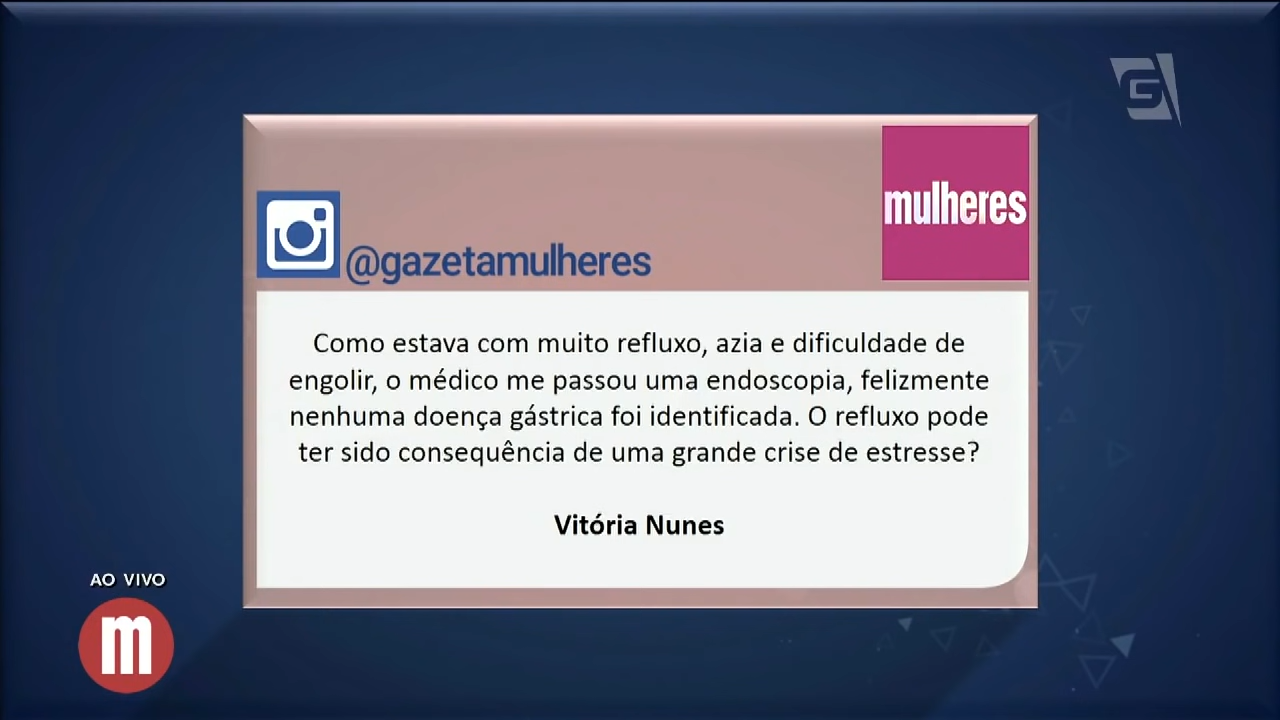 mulheres
@gazetamulheres
Como estava com muito refluxo, azia e dificuldade de
engolir, o médico me passou uma endoscopia, felizmente
nenhuma doença gástrica foi identificada. O refluxo pode
ter sido consequência de uma grande crise de estresse?
Vitória Nunes
AO VIVO
m